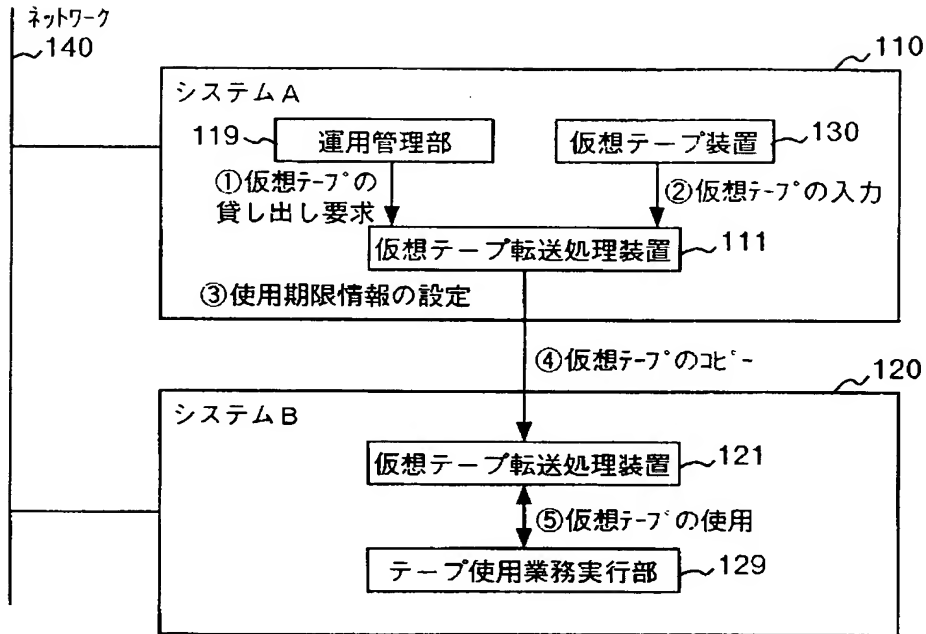 ネットワーク
140
110
システムA
119
運用管理部
仮想テープ装置
130
①仮想テープの
貸し出し要求
②仮想テープの入力
仮想テープ転送処理装置
111
③使用期限情報の設定
④仮想テープのコピー
120
システムB
仮想テープ転送処理装置
121
⑤仮想テープの使用
テープ使用業務実行部
129